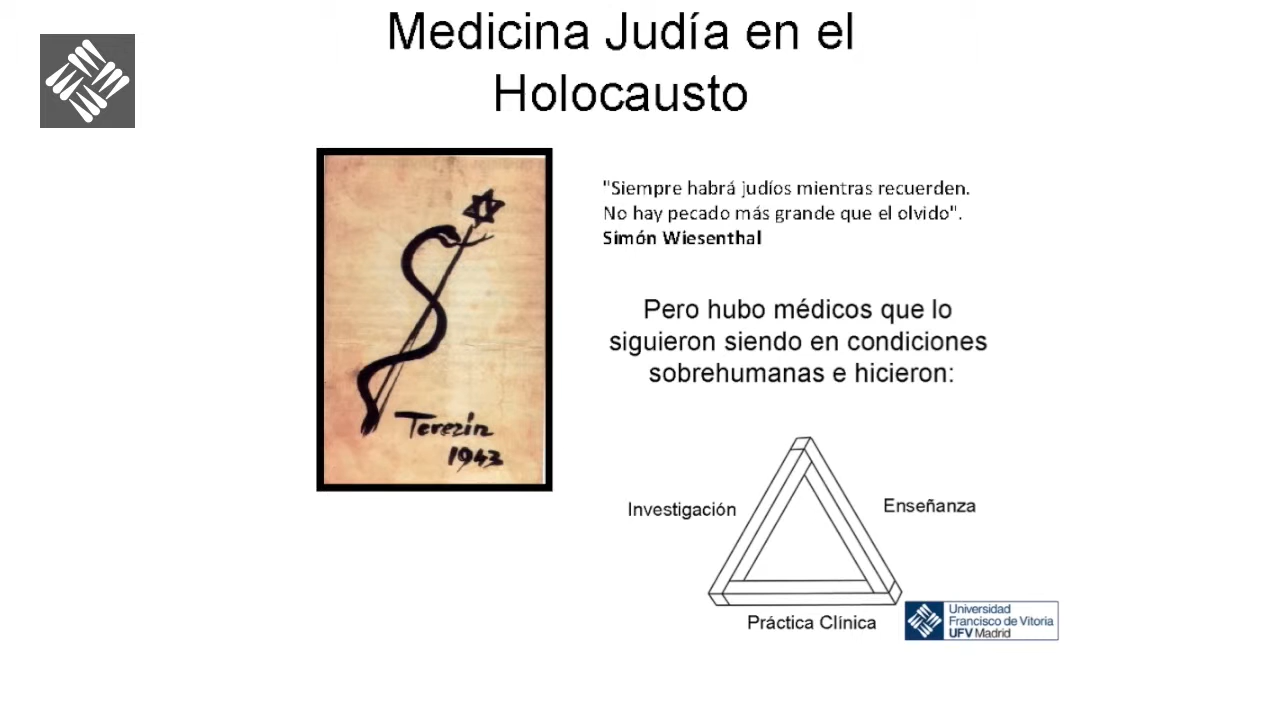 Medicina Judía en el
Holocausto
"Siempre habrá judíos mientras recuerden.
No hay pecado más grande que el olvido".
Simón Wiesenthal
Pero hubo médicos que lo
siguieron siendo en condiciones
sobrehumanas e hicieron:
Terezín
1943
Investigación
Enseñanza
Práctica Clínica
Universidad
Francisco de Vitoria
UFV Madrid